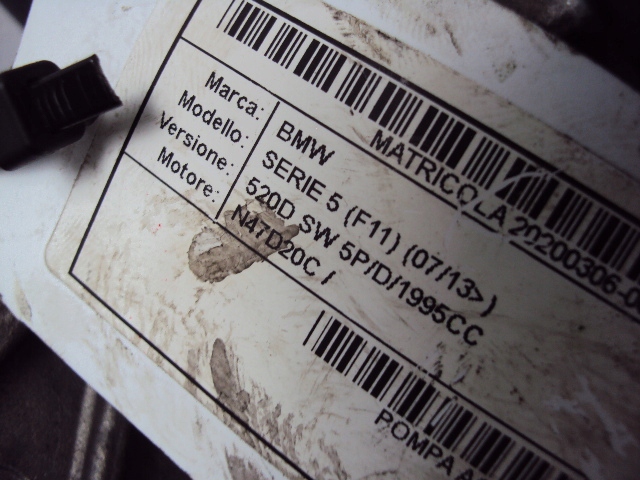 MATRICOLA 20200306-0
Marca: BMW
Modello: SERIE 5 (F11) (07/13>)
Versione: 520D SW 5P/D/1995CC
Motore: N47D20C /
POMPA A